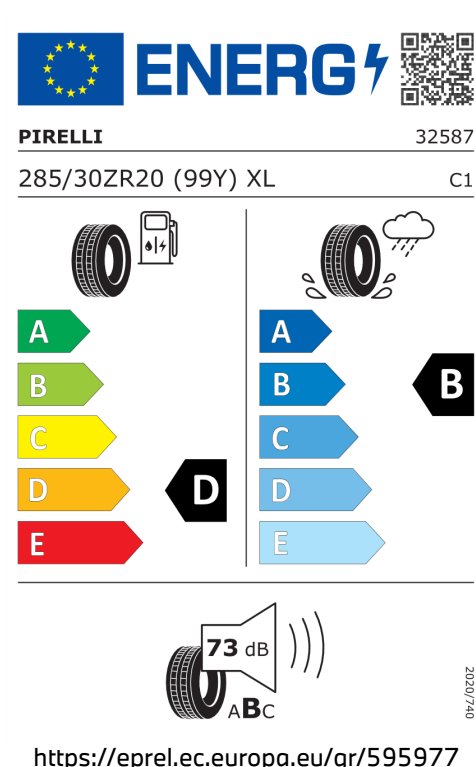 ENERG
PIRELLI 32587
285/30ZR20 (99Y) XL C1
A
B
C
D
E
D
A
B
C
D
E
B
73 dB
ABC
2020/740
https://eprel.ec.europa.eu/qr/595977